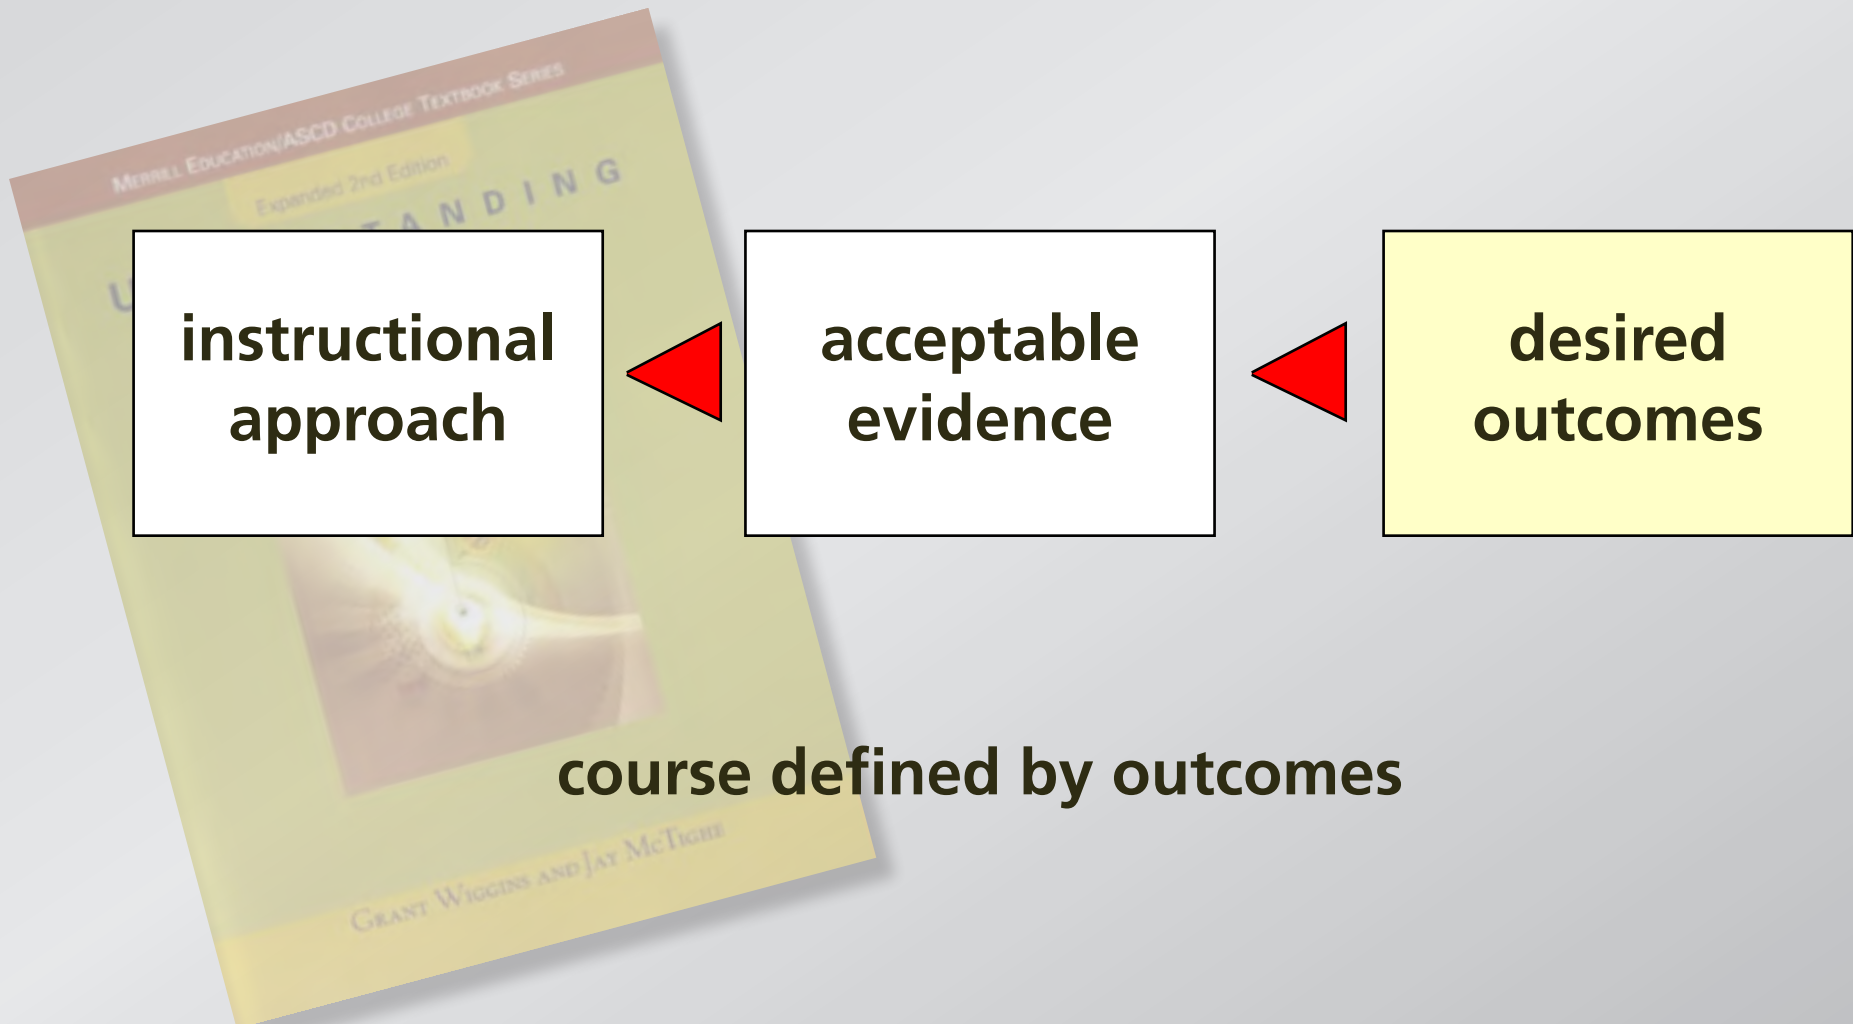 MERRILL EDUCATION/ASCD COLLEGE TEXTBOOK SERIES
Expanded 2nd Edition
TANDING
U
instructional
approach
acceptable
evidence
desired
outcomes
course defined by outcomes
GRANT WIGGINS AND JAY MCTIGHE